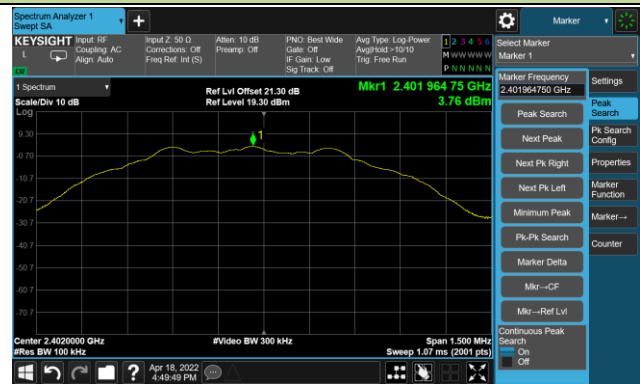 Spectrum Analyzer 1
Swept SA
+
Marker
KEYSIGHT
L
LW
Input: RF
Coupling: AC
Align: Auto
Input Z: 50 Ω
Corrections: Off
Freq Ref: Int (S)
Atten: 10 dB
Preamp: Off
PNO: Best Wide
Gate: Off
IF Gain: Low
Sig Track: Off
Avg Type: Log-Power
Avg|Hold:>10/10
Trig: Free Run
1 2 3 4 5 6
M W W W W W
P N N N N N
Select Marker
Marker 1
1 Spectrum
Scale/Div 10 dB
Log
Ref Lvl Offset 21.30 dB
Ref Level 19.30 dBm
Mkr1 2.401 964 75 GHz
3.76 dBm
1
9.30
-0.70
-10.7
-20.7
-30.7
-40.7
-50.7
-60.7
-70.7
Center 2.4020000 GHz
#Res BW 100 kHz
#Video BW 300 kHz
Span 1.500 MHz
Sweep 1.07 ms (2001 pts)
Marker Frequency
2.401964750 GHz
Peak Search
Next Peak
Next Pk Right
Next Pk Left
Minimum Peak
Pk-Pk Search
Marker Delta
Mkr→CF
Mkr→Ref Lvl
Continuous Peak
Search
On
Off
Settings
Peak
Search
Pk Search
Config
Properties
Marker
Function
Marker→
Counter
?
Apr 18, 2022
4:49:49 PM